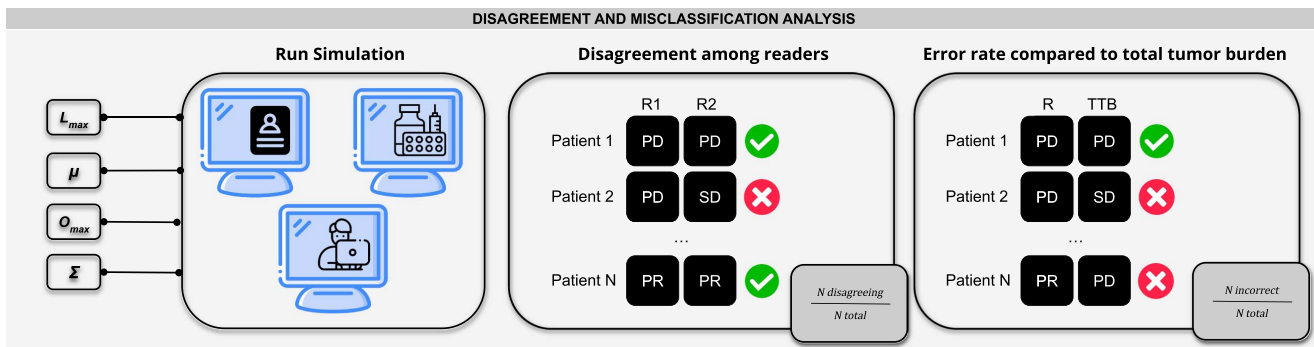 DISAGREEMENT AND MISCLASSIFICATION ANALYSIS
Run Simulation
L max
μ
O max
Σ
Disagreement among readers
R1 R2
Patient 1 PD PD
Patient 2 PD SD
...
Patient N PR PR
N disagreeing
N total
Error rate compared to total tumor burden
R TTB
Patient 1 PD PD
Patient 2 PD SD
...
Patient N PR PD
N incorrect
N total